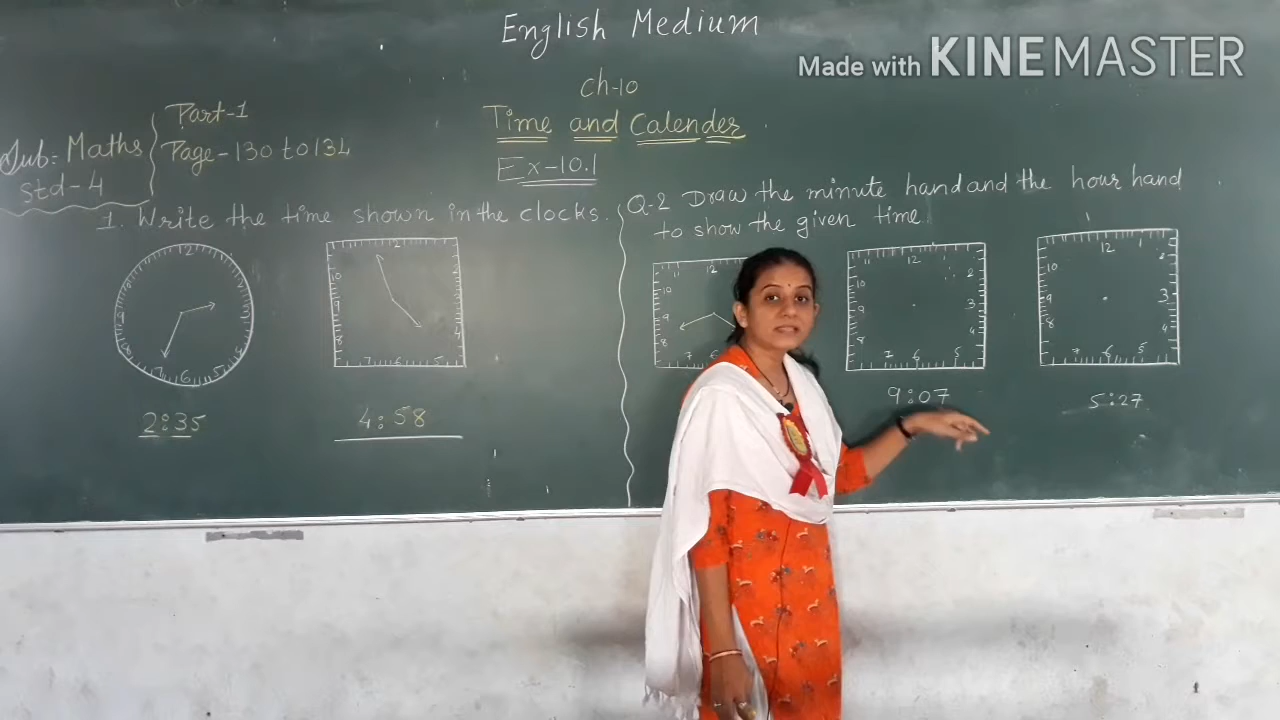 English Medium
Made with KINEMASTER
Ch-10
Time and Calender
Ex-10.1
Part-1
Page-130 to 134
Sub: Maths
Std-4
1. Write the time shown in the clocks.
2:35
4:58
Q-2 Draw the minute hand and the hour hand
to show the given time.
9:07
5:27